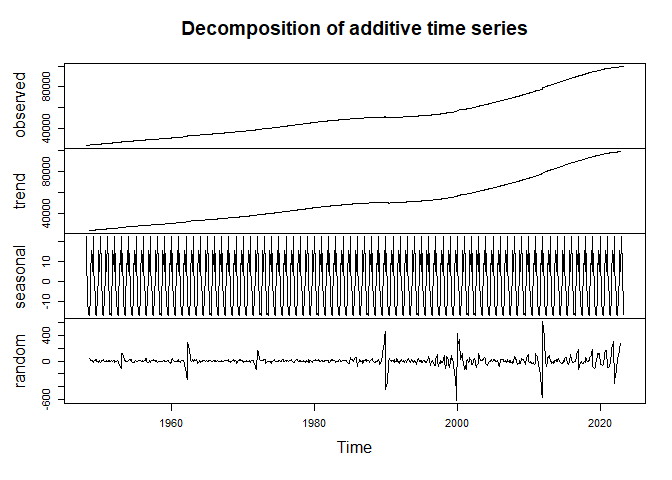 Decomposition of additive time series
observed
40000 80000
trend
40000 80000
seasonal
-10 0 10
random
-600 0 400
1960 1980 2000 2020
Time